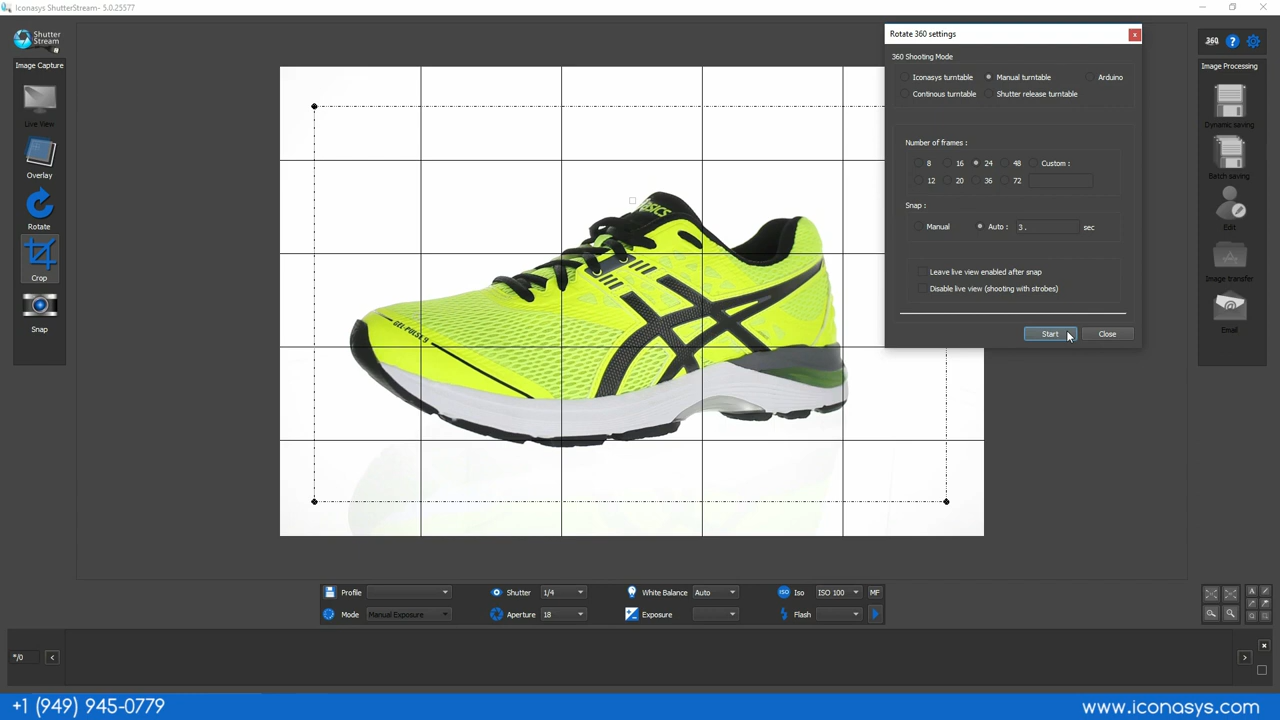 Iconasys ShutterStream- 5.0.25577
Shutter
Stream
Image Capture
Live View
Overlay
Rotate
Crop
Snap
Rotate 360 settings
x
360 Shooting Mode
Iconasys turntable
Manual turntable
Arduino
Continous turntable
Shutter release turntable
Number of frames :
8
16
24
48
Custom :
12
20
36
72
Snap :
Manual
Auto :
3 .
sec
Leave live view enabled after snap
Disable live view (shooting with strobes)
Start
Close
360
?
Image Processing
Dynamic saving
Batch saving
Edit
Image transfer
Email
ASICS
GEL-PULSE 9
Profile
Shutter
1/4
White Balance
Auto
ISO
Iso
ISO 100
MF
Mode
Manual Exposure
Aperture
18
Exposure
Flash
A
*/0
<
>
x
+1 (949) 945-0779
www.iconasys.com